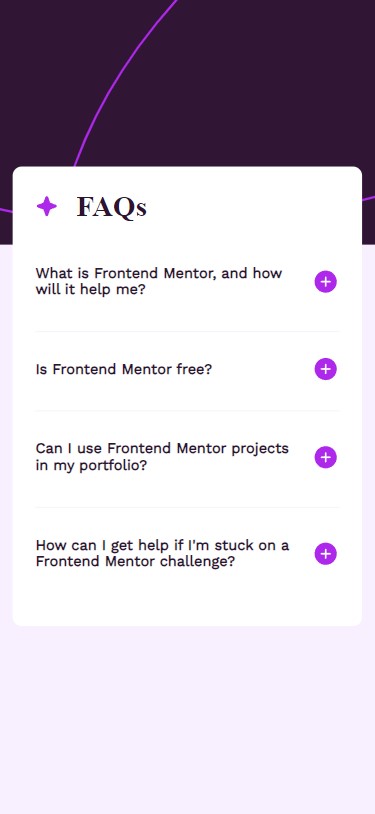 FAQs
What is Frontend Mentor, and how
will it help me?
Is Frontend Mentor free?
Can I use Frontend Mentor projects
in my portfolio?
How can I get help if I'm stuck on a
Frontend Mentor challenge?